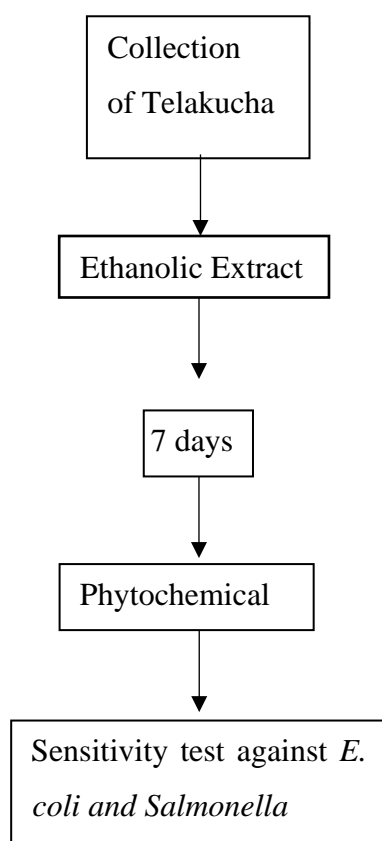 Collection
of Telakucha
Ethanolic Extract
7 days
Phytochemical
Sensitivity test against E.
coli and Salmonella